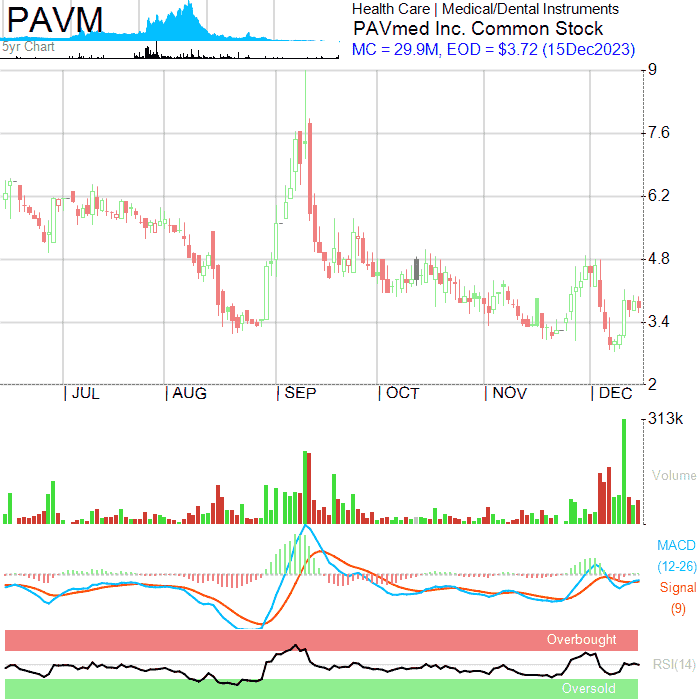 PAVM
5yr Chart
Health Care | Medical/Dental Instruments
PAVmed Inc. Common Stock
MC = 29.9M, EOD = $3.72 (15Dec2023)
9
7.6
6.2
4.8
3.4
2
JUL AUG SEP OCT NOV DEC
313k
Volume
MACD
(12-26)
Signal
(9)
Overbought
RSI(14)
Oversold